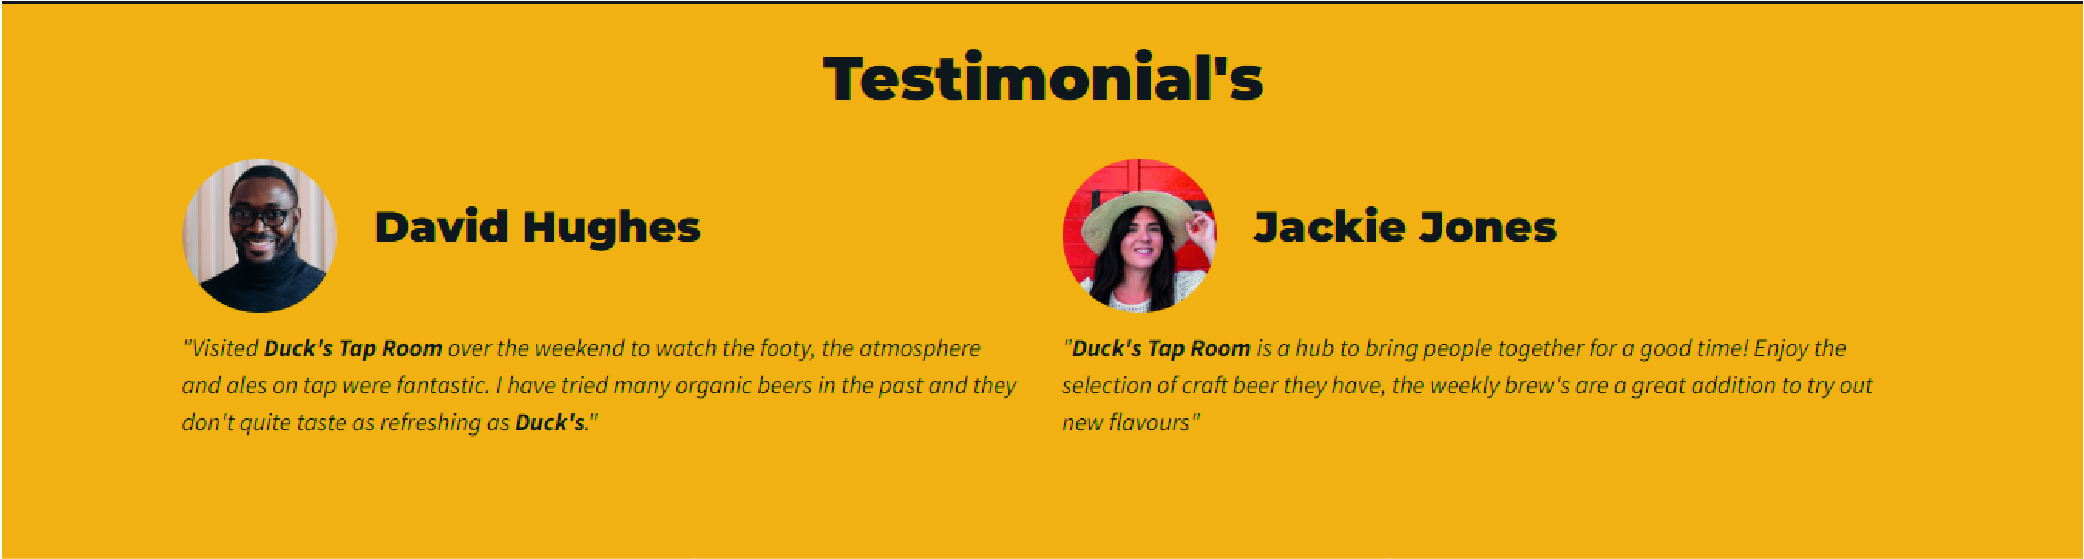 Testimonial's
David Hughes
"Visited Duck's Tap Room over the weekend to watch the footy, the atmosphere
and ales on tap were fantastic. I have tried many organic beers in the past and they
don't quite taste as refreshing as Duck's."
Jackie Jones
"Duck's Tap Room is a hub to bring people together for a good time! Enjoy the
selection of craft beer they have, the weekly brew's are a great addition to try out
new flavours"